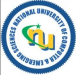 NATIONAL UNIVERSITY OF COMPUTER & EMERGING SCIENCES